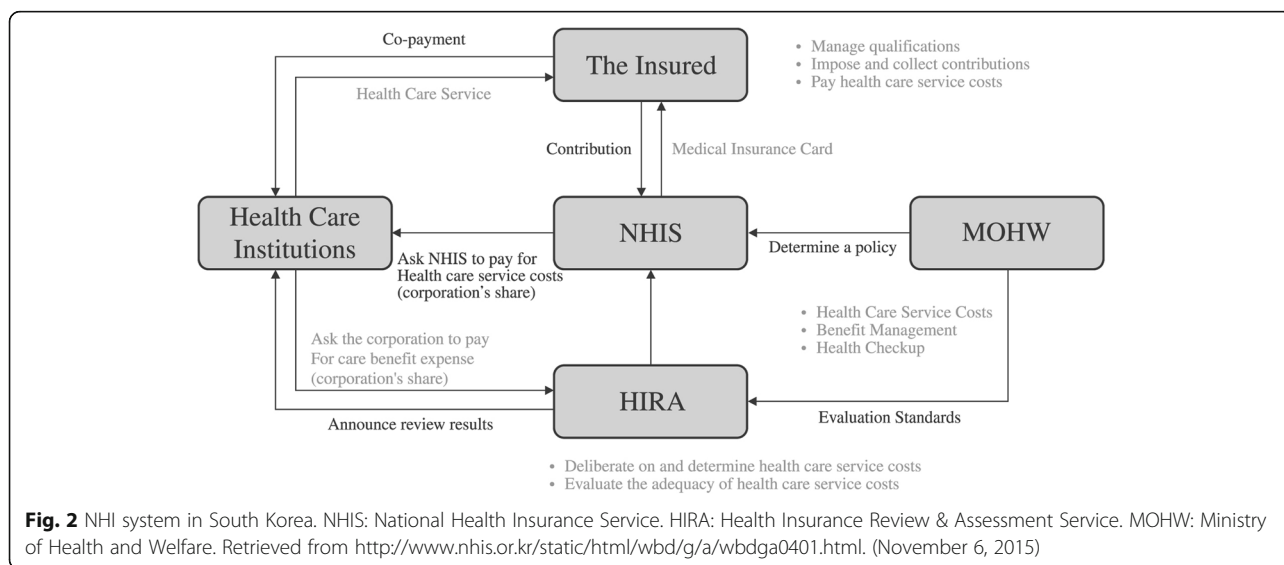 Co-payment
The Insured
• Manage qualifications
• Impose and collect contributions
• Pay health care service costs
Health Care Service
Contribution
Medical Insurance Card
Health Care
Institutions
NHIS
MOHW
Determine a policy
Ask NHIS to pay for
Health care service costs
(corporation's share)
• Health Care Service Costs
• Benefit Management
• Health Checkup
Ask the corporation to pay
For care benefit expense
(corporation's share)
HIRA
Announce review results
Evaluation Standards
• Deliberate on and determine health care service costs
• Evaluate the adequacy of health care service costs
Fig. 2 NHI system in South Korea. NHIS: National Health Insurance Service. HIRA: Health Insurance Review & Assessment Service. MOHW: Ministry
of Health and Welfare. Retrieved from http://www.nhis.or.kr/static/html/wbd/g/a/wbdga0401.html. (November 6, 2015)